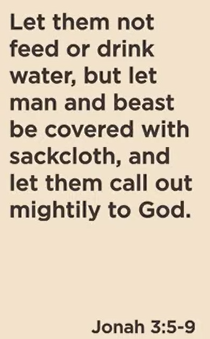 Let them not
feed or drink
water, but let
man and beast
be covered with
sackcloth, and
let them call out
mightily to God.
Jonah 3:5-9